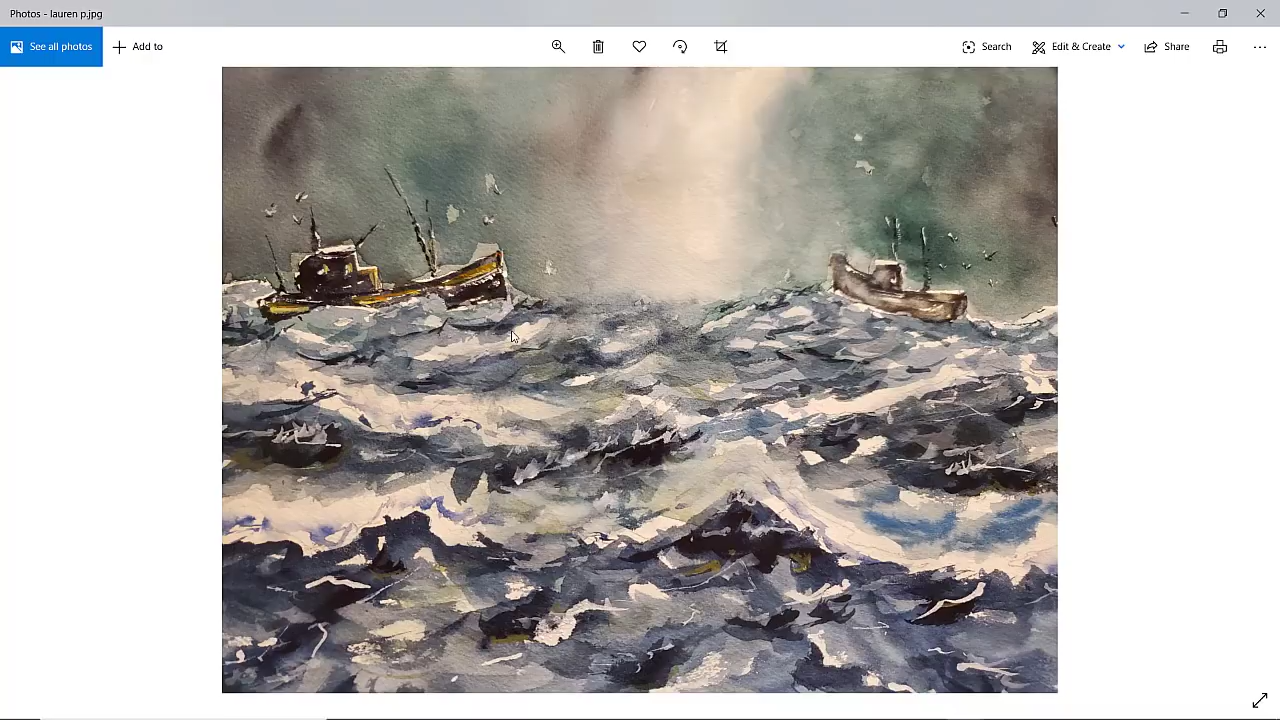 Photos - lauren p.jpg
See all photos
Add to
Search
Edit & Create
Share